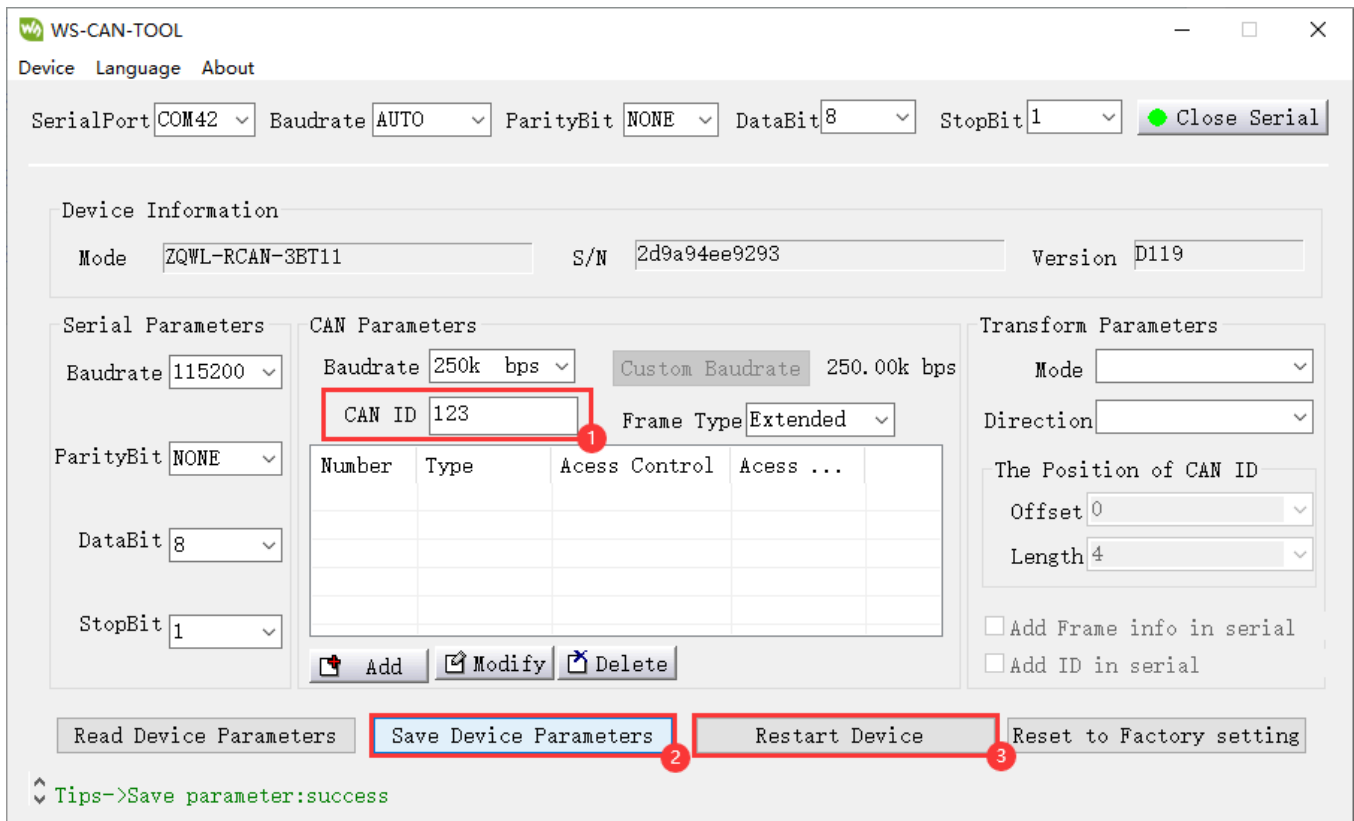 WS-CAN-TOOL
Device Language About
SerialPort COM42 Baudrate AUTO ParityBit NONE DataBit 8 StopBit 1 Close Serial
Device Information
Mode ZQWL-RCAN-3BT11 S/N 2d9a94ee9293 Version D119
Serial Parameters
Baudrate 115200
ParityBit NONE
DataBit 8
StopBit 1
CAN Parameters
Baudrate 250k bps Custom Baudrate 250.00k bps
CAN ID 123 Frame Type Extended
1
Number Type Acess Control Acess ...
Add Modify Delete
Transform Parameters
Mode
Direction
The Position of CAN ID
Offset 0
Length 4
Add Frame info in serial
Add ID in serial
Read Device Parameters Save Device Parameters Restart Device Reset to Factory setting
2 3
Tips->Save parameter:success